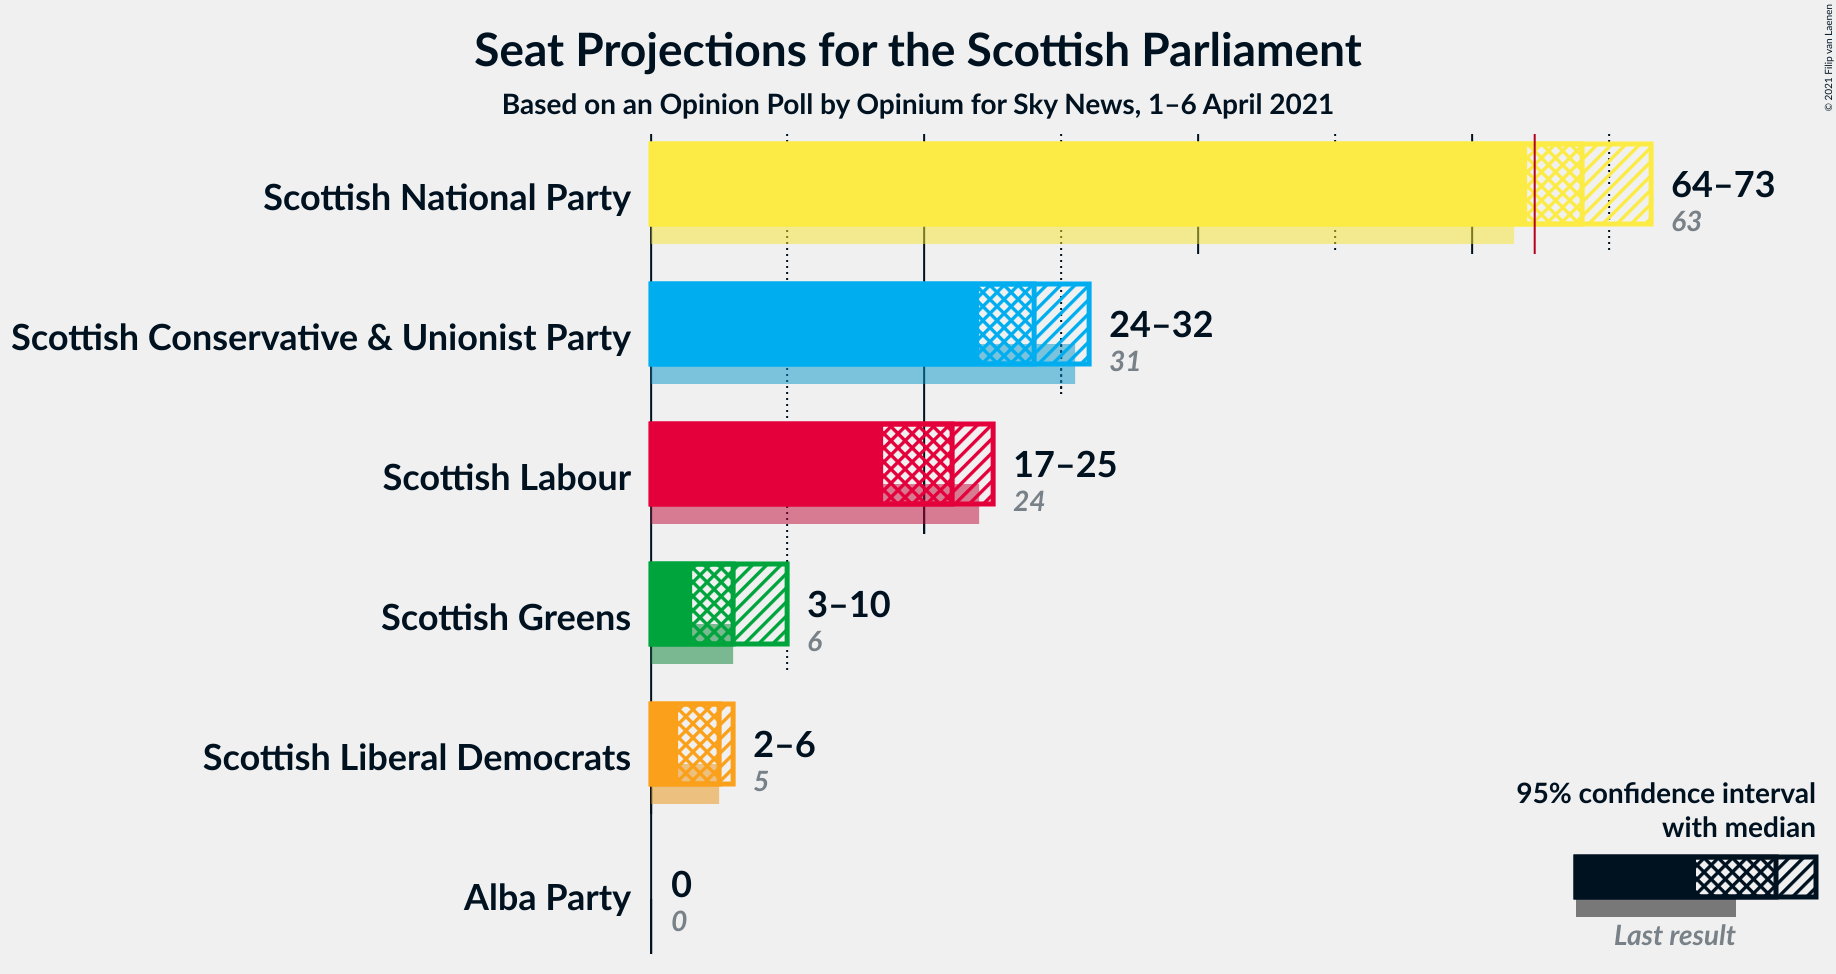 Seat Projections for the Scottish Parliament
Based on an Opinion Poll by Opinium for Sky News, 1–6 April 2021
© 2021 Filip van Laenen
Scottish National Party
64–73
63
Scottish Conservative & Unionist Party
24–32
31
Scottish Labour
17–25
24
Scottish Greens
3–10
6
Scottish Liberal Democrats
2–6
5
Alba Party
0
0
95% confidence interval
with median
Last result